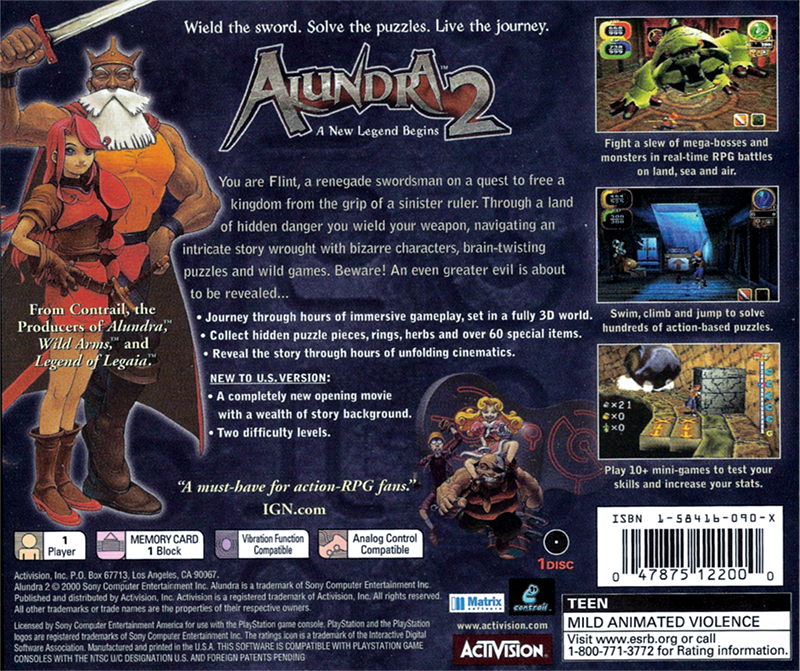 Wield the sword. Solve the puzzles. Live the journey.
ALUNDRA 2™
A New Legend Begins
You are Flint, a renegade swordsman on a quest to free a
kingdom from the grip of a sinister ruler. Through a land
of hidden danger you wield your weapon, navigating an
intricate story wrought with bizarre characters, brain-twisting
puzzles and wild games. Beware! An even greater evil is about
to be revealed...
• Journey through hours of immersive gameplay, set in a fully 3D world.
• Collect hidden puzzle pieces, rings, herbs and over 60 special items.
• Reveal the story through hours of unfolding cinematics.
NEW TO U.S. VERSION:
• A completely new opening movie
with a wealth of story background.
• Two difficulty levels.
From Contrail, the
Producers of Alundra,™
Wild Arms,™ and
Legend of Legaia.™
"A must-have for action-RPG fans."
IGN.com
Fight a slew of mega-bosses and
monsters in real-time RPG battles
on land, sea and air.
Swim, climb and jump to solve
hundreds of action-based puzzles.
×21
×0
×0
Play 10+ mini-games to test your
skills and increase your stats.
1
Player
MEMORY CARD
1 Block
Vibration Function
Compatible
Analog Control
Compatible
1 DISC
ISBN 1-58416-090-X
0 47875 12200 0
Activision, Inc. P.O. Box 67713, Los Angeles, CA 90067.
Alundra 2 © 2000 Sony Computer Entertainment Inc. Alundra is a trademark of Sony Computer Entertainment Inc.
Published and distributed by Activision, Inc. Activision is a registered trademark of Activision, Inc. All rights reserved.
All other trademarks or trade names are the properties of their respective owners.
Licensed by Sony Computer Entertainment America for use with the PlayStation game console. PlayStation and the PlayStation
logos are registered trademarks of Sony Computer Entertainment Inc. The ratings icon is a trademark of the Interactive Digital
Software Association. Manufactured and printed in the U.S.A. THIS SOFTWARE IS COMPATIBLE WITH PLAYSTATION GAME
CONSOLES WITH THE NTSC U/C DESIGNATION U.S. AND FOREIGN PATENTS PENDING
Matrix
software
contrail
www.activision.com
ACTIVISION
TEEN
MILD ANIMATED VIOLENCE
Visit www.esrb.org or call
1-800-771-3772 for Rating information.